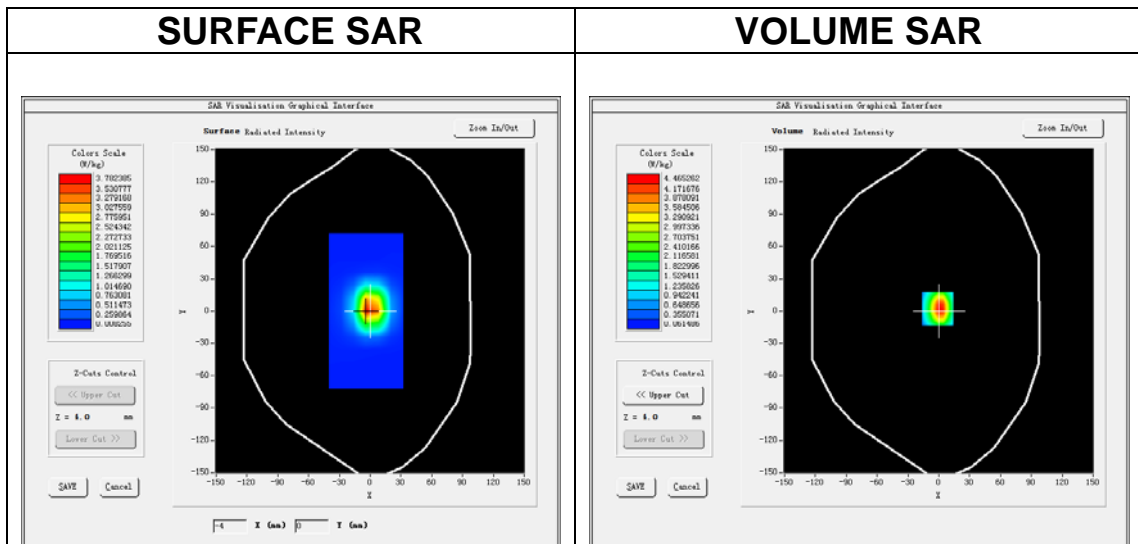 SURFACE SAR
VOLUME SAR
SAR Visualisation Graphical Interface
Surface Radiated Intensity
Zoom In/Out
Colors Scale
(W/kg)
3.782385
3.530777
3.279168
3.027559
2.775951
2.524342
2.272733
2.021125
1.769516
1.517907
1.266299
1.014690
0.763081
0.511473
0.259864
0.008255
150
120
90
60
30
0
-30
-60
-90
-120
-150
Y
-150 -120 -90 -60 -30 0 30 60 90 120 150
X
Z-Cuts Control
<< Upper Cut
Z = 4.0 mm
Lower Cut >>
SAVE Cancel
-4 X (mm) 0 Y (mm)
SAR Visualisation Graphical Interface
Volume Radiated Intensity
Zoom In/Out
Colors Scale
(W/kg)
4.465262
4.171676
3.878091
3.584506
3.290921
2.997336
2.703751
2.410166
2.116581
1.822996
1.529411
1.235826
0.942241
0.648656
0.355071
0.061486
150
120
90
60
30
0
-30
-60
-90
-120
-150
Y
-150 -120 -90 -60 -30 0 30 60 90 120 150
X
Z-Cuts Control
<< Upper Cut
Z = 4.0 mm
Lower Cut >>
SAVE Cancel